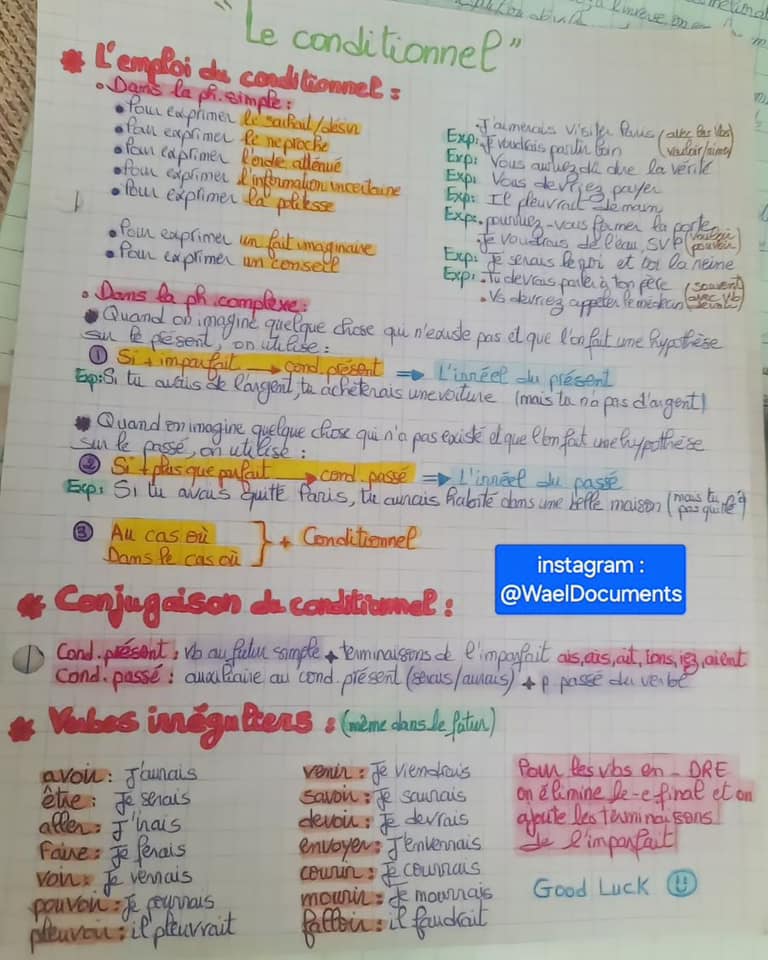 "Le conditionnel"
* L'emploi du conditionnel :
• Dans la ph. simple :
• Pour exprimer le souhait/désir
• Pour exprimer le reproche
• Pour exprimer l'ordre atténué
• Pour exprimer l'information incertaine
• Pour exprimer la politesse
• Pour exprimer un fait imaginaire
• Pour exprimer un conseil
- J'aimerais visiter Paris (avec les vbs
Exp: Je voudrais partir loin vouloir/aimer)
Exp: Vous auriez dû dire la vérité
Exp: Vous devriez payer
Exp: Il pleuvrait demain
Exp: pourriez-vous fermer la porte
Je voudrais de l'eau SVP (vouloir pouvoir)
Exp: Je serais le roi et toi la reine
Exp: Tu devrais parler à ton père (souvent
• Vs devriez appeler le médecin avec vb devoir)
• Dans la ph. complexe :
* Quand on imagine quelque chose qui n'existe pas et que l'on fait une hypothèse
sur le présent, on utilise :
① Si + imparfait → cond. présent ⇒ L'irréel du présent
Exp: Si tu avais de l'argent, tu achèterais une voiture (mais tu n'a pas d'argent)
* Quand on imagine quelque chose qui n'a pas existé et que l'on fait une hypothèse
sur le passé, on utilise :
② Si + plus que parfait → cond. passé ⇒ L'irréel du passé
Exp: Si tu avais quitté Paris, tu aurais habité dans une belle maison (mais tu pas quitté)
③ Au cas où
Dans le cas où } + Conditionnel
instagram :
@WaelDocuments
* Conjugaison du conditionnel :
Cond. présent : vb au futur simple + terminaisons de l'imparfait ais, ais, ait, ions, iez, aient
Cond. passé : auxiliaire au cond. présent (serais/aurais) + p. passé du verbe
* Verbes irréguliers : (même dans le futur)
avoir : J'aurais
être : Je serais
aller : J'irais
Faire : Je ferais
voir : Je verrais
pouvoir : Je pourrais
pleuvoir : il pleuvrait
venir : Je viendrais
savoir : Je saurais
devoir : Je devrais
envoyer : J'enverrais
courir : Je courrais
mourir : Je mourrais
falloir : il faudrait
Pour les vbs en -DRE
on élimine le -e final et on
ajoute les terminaisons
de l'imparfait
Good Luck